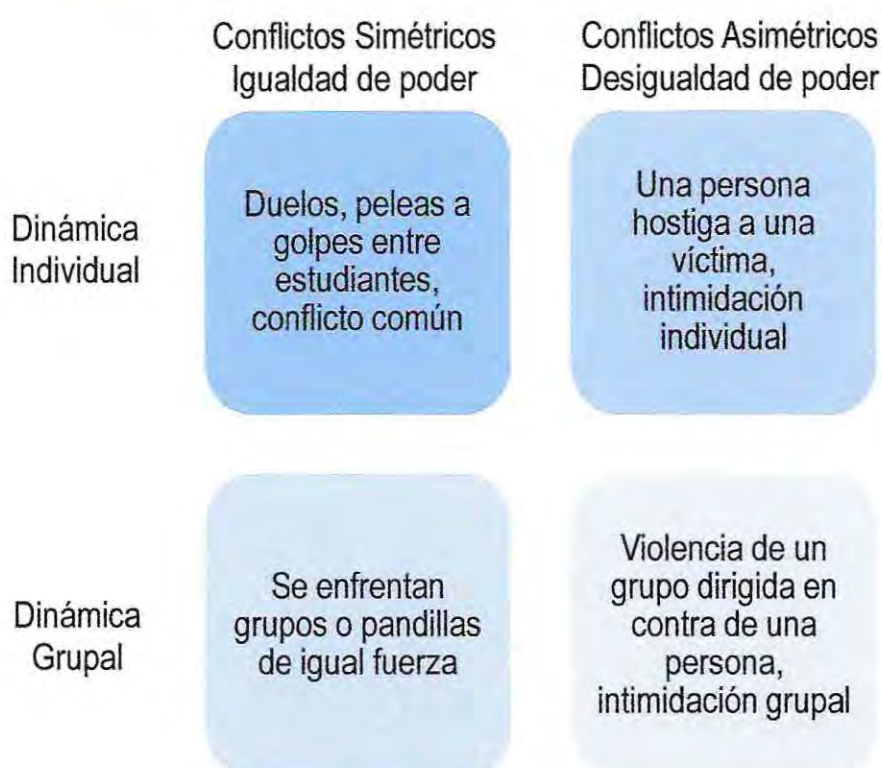 Conflictos Simétricos
Igualdad de poder
Conflictos Asimétricos
Desigualdad de poder
Dinámica
Individual
Duelos, peleas a
golpes entre
estudiantes,
conflicto común
Una persona
hostiga a una
víctima,
intimidación
individual
Dinámica
Grupal
Se enfrentan
grupos o pandillas
de igual fuerza
Violencia de un
grupo dirigida en
contra de una
persona,
intimidación grupal